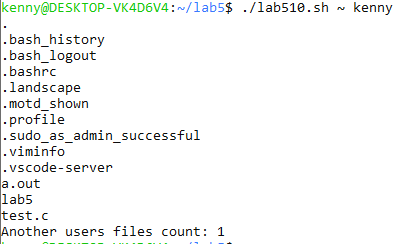 kenny@DESKTOP-VK4D6V4:~/lab5$ ./lab510.sh ~ kenny
.
.bash_history
.bash_logout
.bashrc
.landscape
.motd_shown
.profile
.sudo_as_admin_successful
.viminfo
.vscode-server
a.out
lab5
test.c
Another users files count: 1